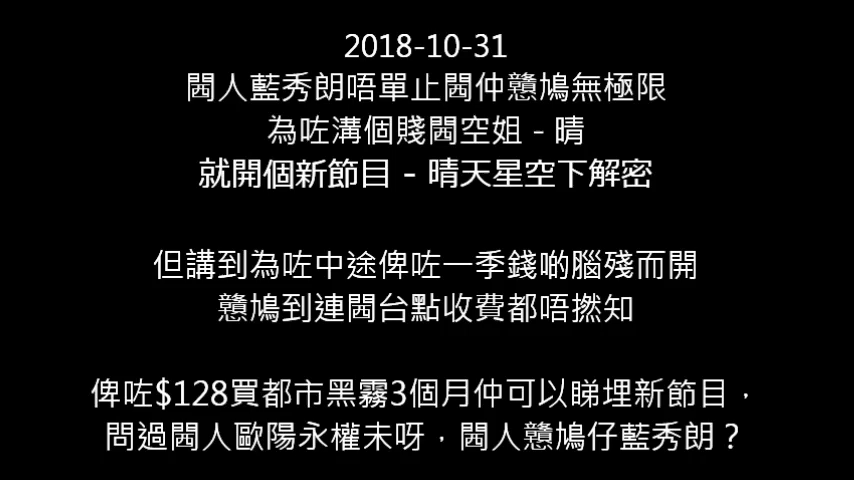 2018-10-31
閪人藍秀朗唔單止閪仲戇鳩無極限
為咗溝個賤閪空姐 - 晴
就開個新節目 - 晴天星空下解密
但講到為咗中途俾咗一季錢啲腦殘而開
戇鳩到連閪台點收費都唔撚知
俾咗$128買都市黑霧3個月仲可以睇埋新節目，
問過閪人歐陽永權未呀，閪人戇鳩仔藍秀朗？